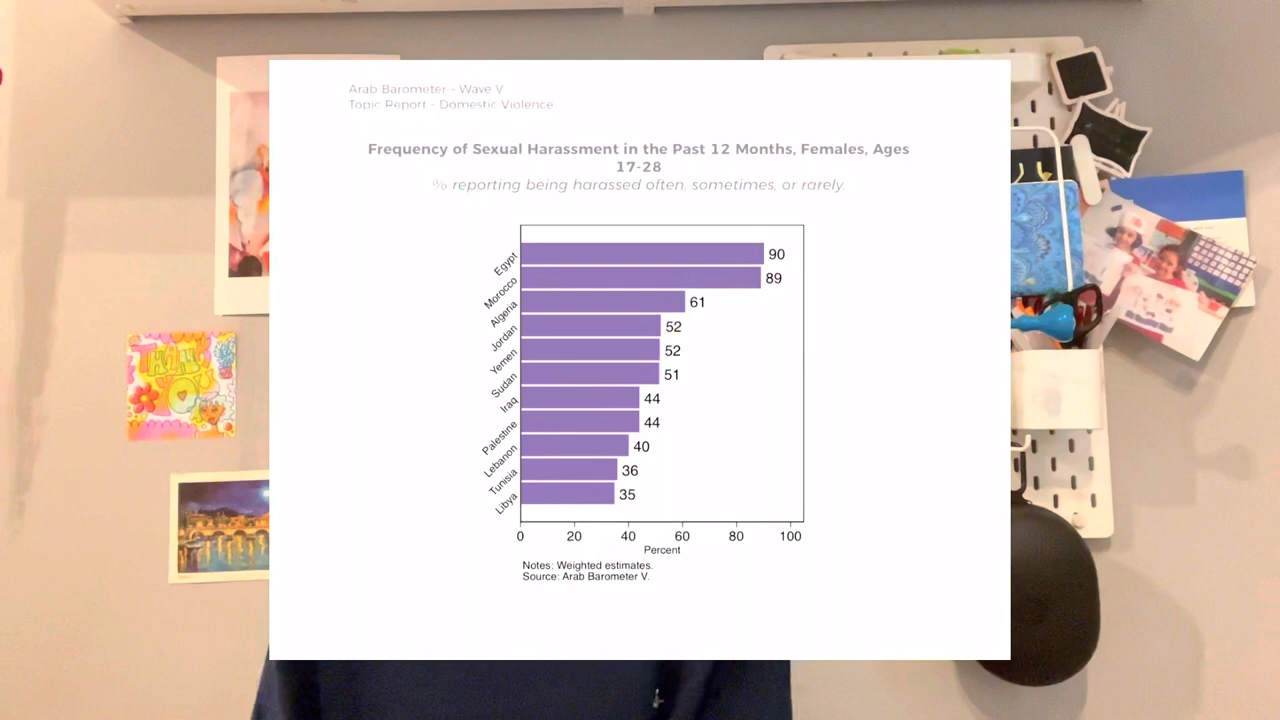 Arab Barometer - Wave V
Topic Report - Domestic Violence
Frequency of Sexual Harassment in the Past 12 Months, Females, Ages
17-28
% reporting being harassed often, sometimes, or rarely.
Egypt 90
Morocco 89
Algeria 61
Jordan 52
Yemen 52
Sudan 51
Iraq 44
Palestine 44
Lebanon 40
Tunisia 36
Libya 35
0 20 40 60 80 100
Percent
Notes: Weighted estimates.
Source: Arab Barometer V.
THANK
YOU